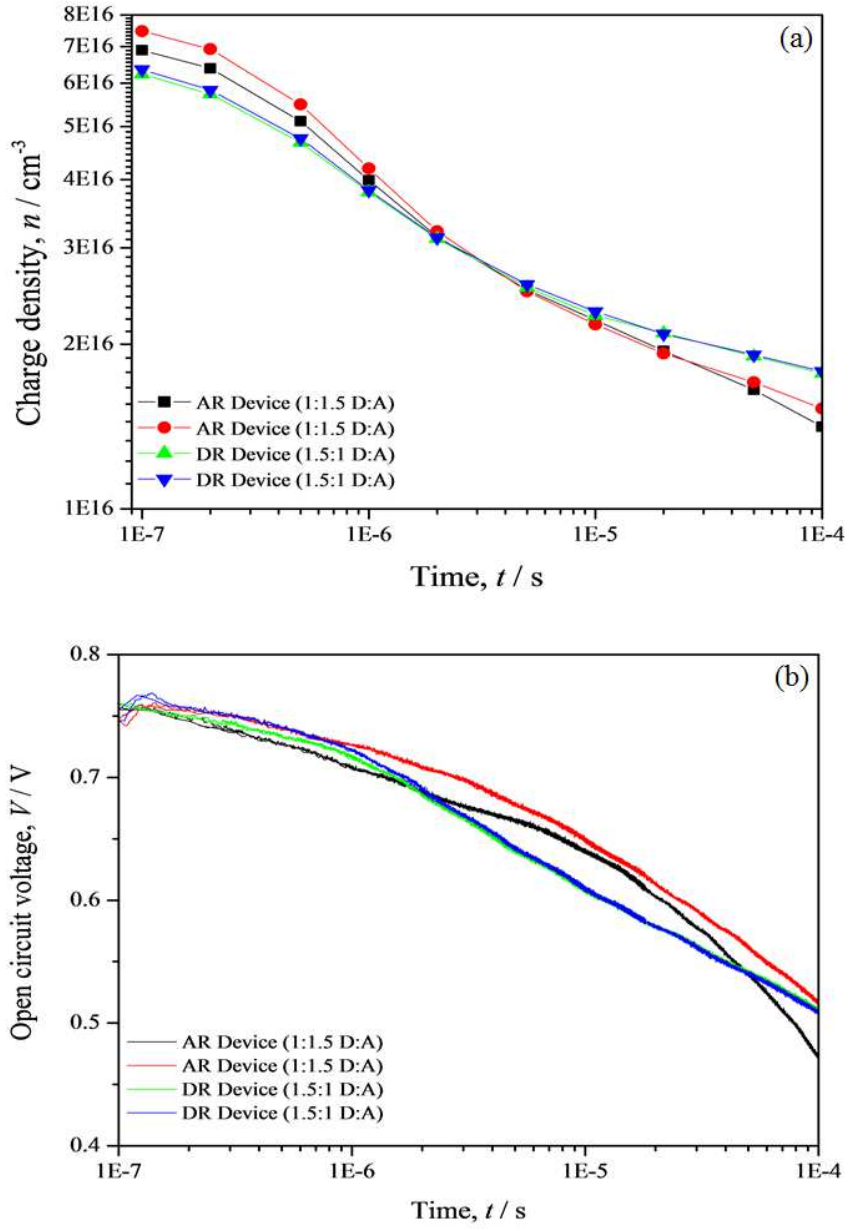 (a)
8E16
7E16
6E16
5E16
4E16
3E16
2E16
1E16
Charge density, n / cm-3
AR Device (1:1.5 D:A)
AR Device (1:1.5 D:A)
DR Device (1.5:1 D:A)
DR Device (1.5:1 D:A)
1E-7
1E-6
1E-5
1E-4
Time, t / s
(b)
0.8
0.7
0.6
0.5
0.4
Open circuit voltage, V / V
AR Device (1:1.5 D:A)
AR Device (1:1.5 D:A)
DR Device (1.5:1 D:A)
DR Device (1.5:1 D:A)
1E-7
1E-6
1E-5
1E-4
Time, t / s